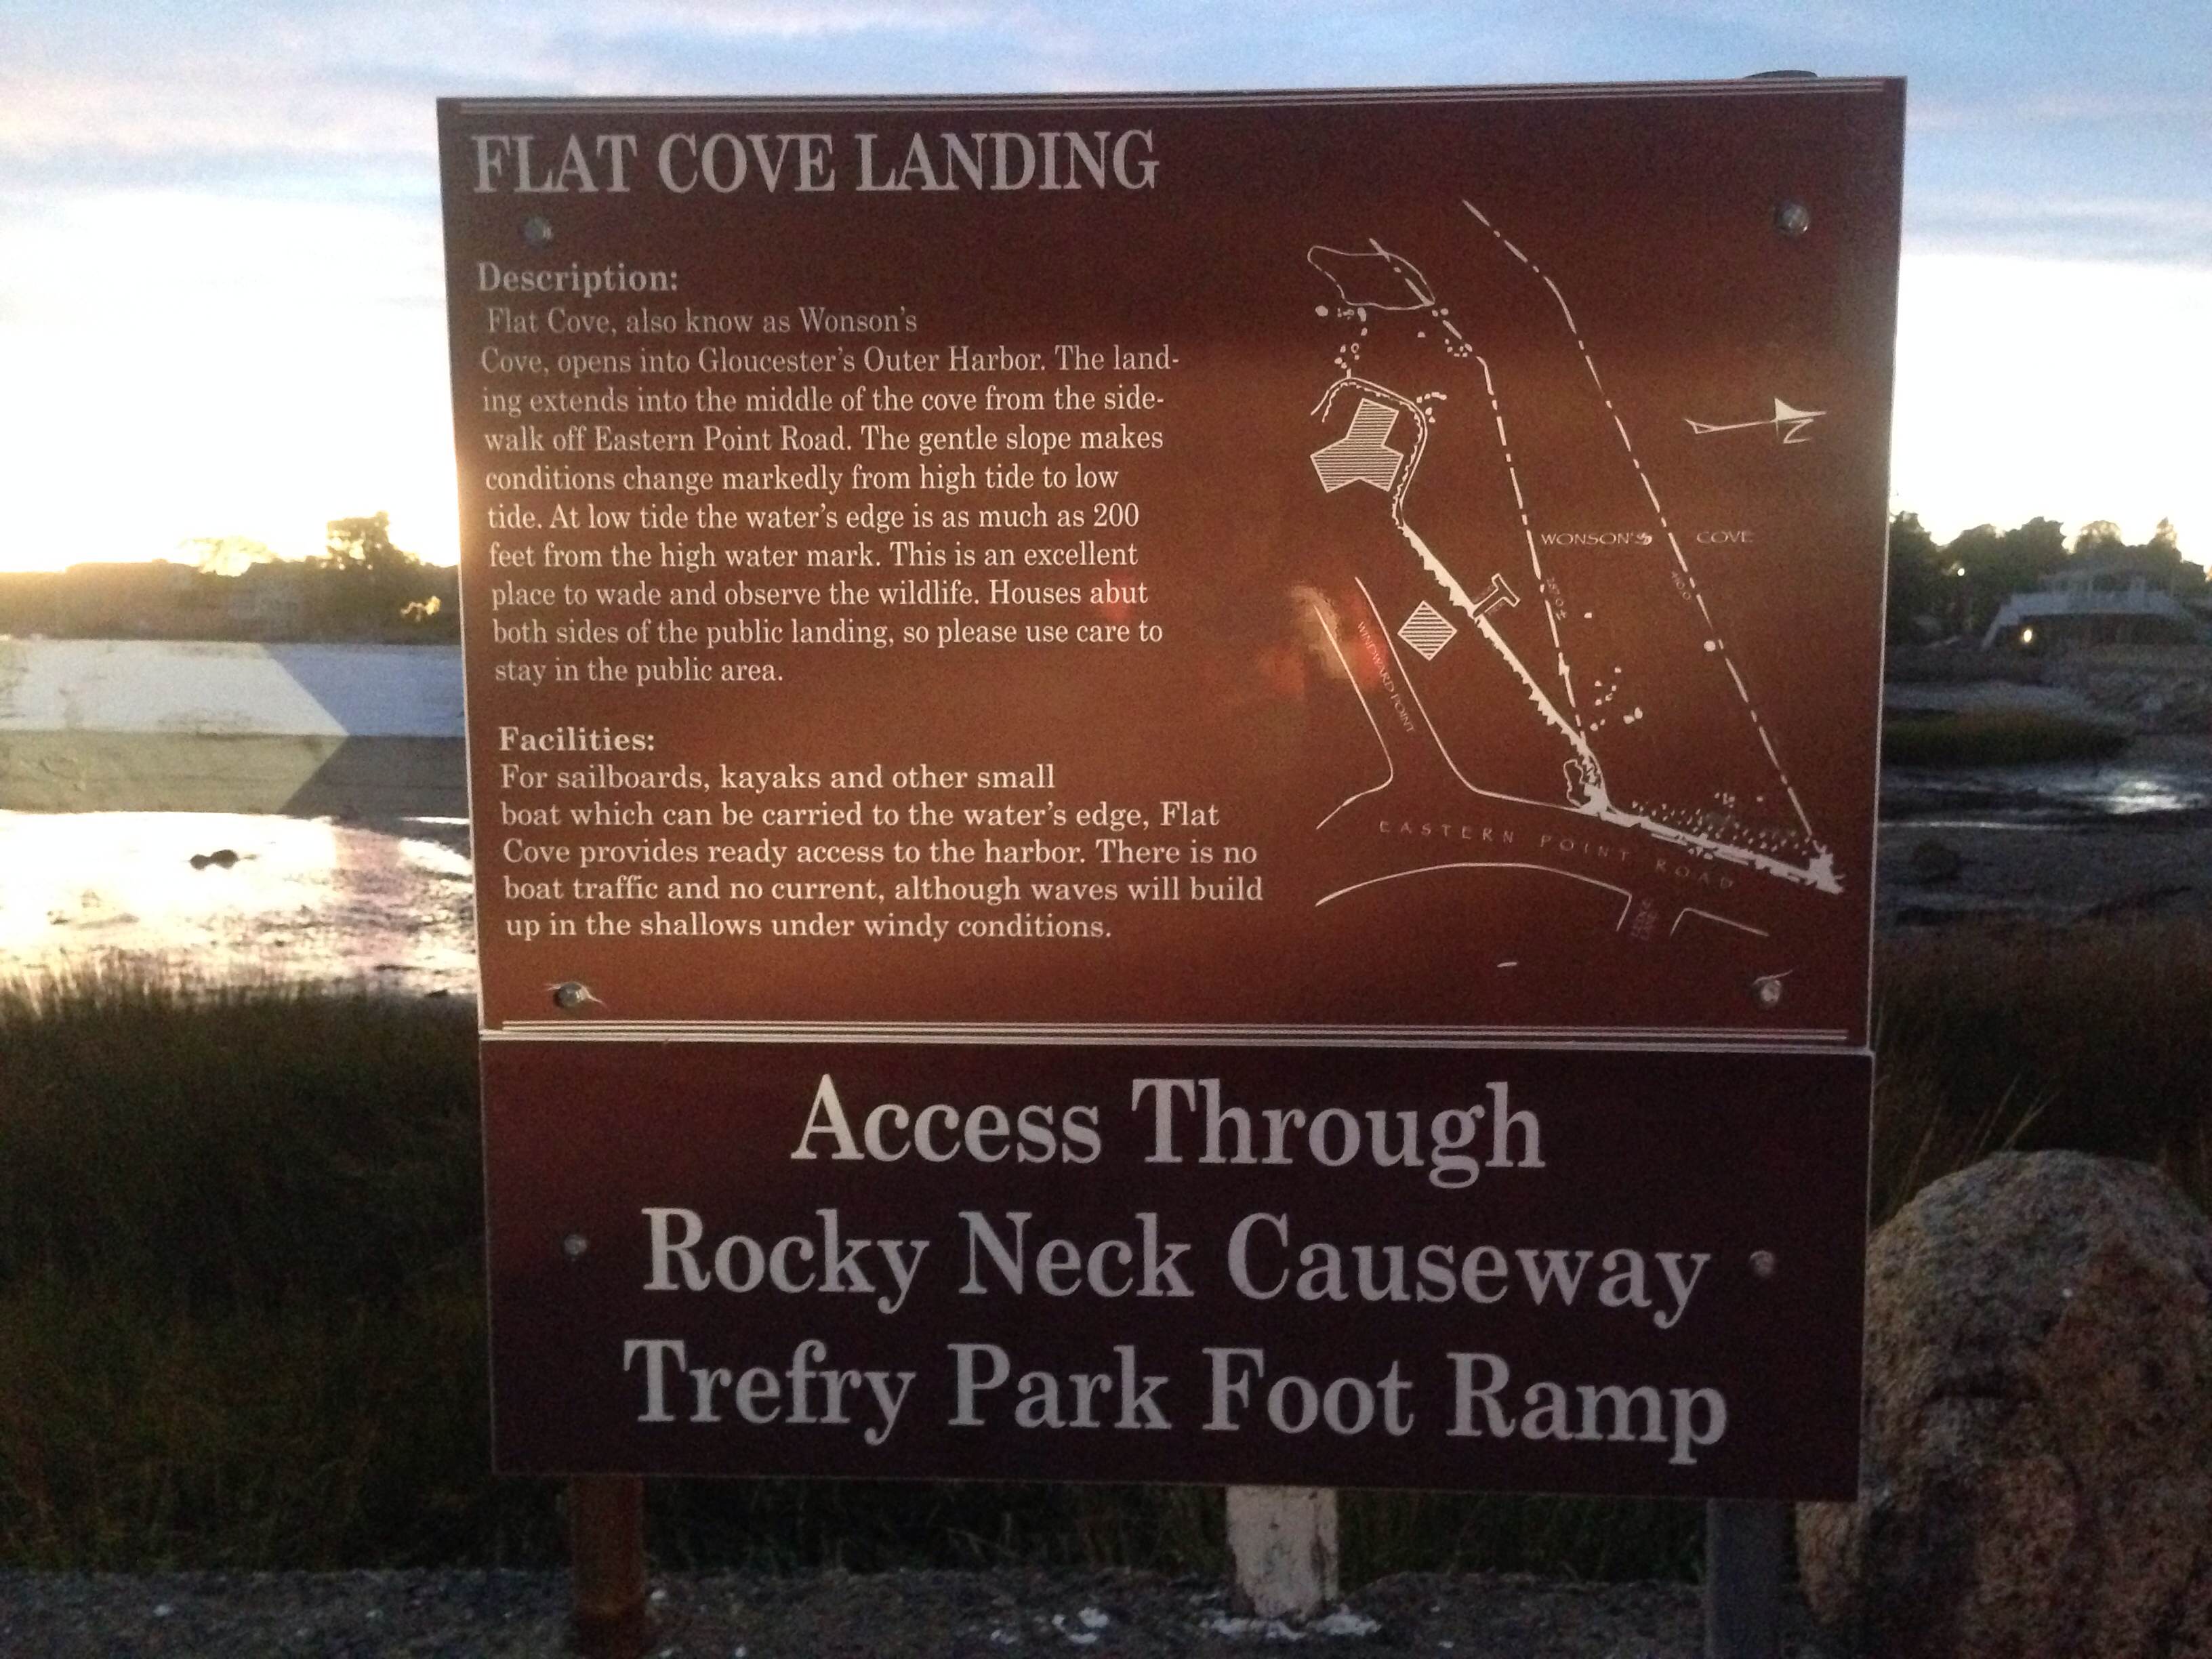 FLAT COVE LANDING
Description:
Flat Cove, also know as Wonson's
Cove, opens into Gloucester's Outer Harbor. The land-
ing extends into the middle of the cove from the side-
walk off Eastern Point Road. The gentle slope makes
conditions change markedly from high tide to low
tide. At low tide the water's edge is as much as 200
feet from the high water mark. This is an excellent
place to wade and observe the wildlife. Houses abut
both sides of the public landing, so please use care to
stay in the public area.
Facilities:
For sailboards, kayaks and other small
boat which can be carried to the water's edge, Flat
Cove provides ready access to the harbor. There is no
boat traffic and no current, although waves will build
up in the shallows under windy conditions.
WONSON'S COVE
WINDWARD POINT
EASTERN POINT ROAD
Access Through
Rocky Neck Causeway
Trefry Park Foot Ramp